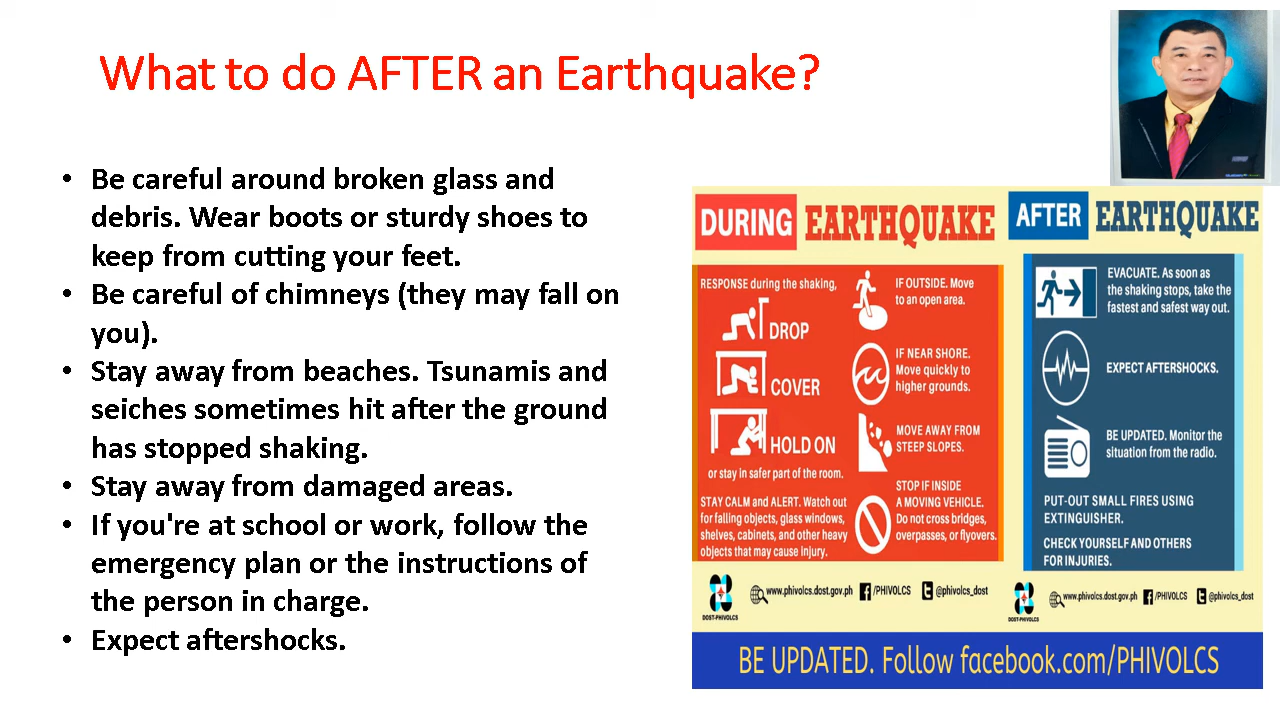 What to do AFTER an Earthquake?
• Be careful around broken glass and
debris. Wear boots or sturdy shoes to
keep from cutting your feet.
• Be careful of chimneys (they may fall on
you).
• Stay away from beaches. Tsunamis and
seiches sometimes hit after the ground
has stopped shaking.
• Stay away from damaged areas.
• If you're at school or work, follow the
emergency plan or the instructions of
the person in charge.
• Expect aftershocks.
DURING EARTHQUAKE
RESPONSE during the shaking,
DROP
COVER
HOLD ON
or stay in safer part of the room.
STAY CALM and ALERT. Watch out
for falling objects, glass windows,
shelves, cabinets, and other heavy
objects that may cause injury.
IF OUTSIDE. Move
to an open area.
IF NEAR SHORE.
Move quickly to
higher grounds.
MOVE AWAY FROM
STEEP SLOPES.
STOP IF INSIDE
A MOVING VEHICLE.
Do not cross bridges,
overpasses, or flyovers.
DOST-PHIVOLCS
www.phivolcs.dost.gov.ph
/PHIVOLCS
@phivolcs_dost
AFTER EARTHQUAKE
EVACUATE. As soon as
the shaking stops, take the
fastest and safest way out.
EXPECT AFTERSHOCKS.
BE UPDATED. Monitor the
situation from the radio.
PUT-OUT SMALL FIRES USING
EXTINGUISHER.
CHECK YOURSELF AND OTHERS
FOR INJURIES.
DOST-PHIVOLCS
www.phivolcs.dost.gov.ph
/PHIVOLCS
@phivolcs_dost
BE UPDATED. Follow facebook.com/PHIVOLCS